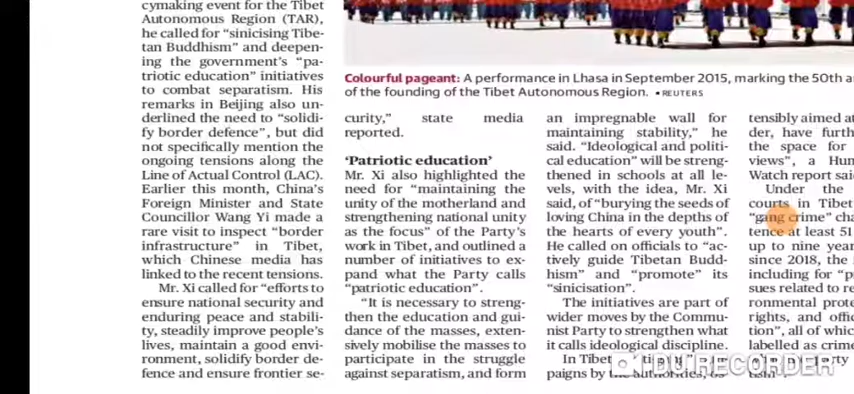 cymaking event for the Tibet
Autonomous Region (TAR),
he called for “sinicising Tibe-
tan Buddhism” and deepen-
ing the government’s “pa-
triotic education” initiatives
to combat separatism. His
remarks in Beijing also un-
derlined the need to “solidi-
fy border defence”, but did
not specifically mention the
ongoing tensions along the
Line of Actual Control (LAC).
Earlier this month, China’s
Foreign Minister and State
Councillor Wang Yi made a
rare visit to inspect “border
infrastructure” in Tibet,
which Chinese media has
linked to the recent tensions.
Mr. Xi called for “efforts to
ensure national security and
enduring peace and stabili-
ty, steadily improve people’s
lives, maintain a good envi-
ronment, solidify border de-
fence and ensure frontier se-
Colourful pageant: A performance in Lhasa in September 2015, marking the 50th a
of the founding of the Tibet Autonomous Region. • REUTERS
curity,” state media
reported.
‘Patriotic education’
Mr. Xi also highlighted the
need for “maintaining the
unity of the motherland and
strengthening national unity
as the focus” of the Party’s
work in Tibet, and outlined a
number of initiatives to ex-
pand what the Party calls
“patriotic education”.
“It is necessary to streng-
then the education and gui-
dance of the masses, exten-
sively mobilise the masses to
participate in the struggle
against separatism, and form
an impregnable wall for
maintaining stability,” he
said. “Ideological and politi-
cal education” will be streng-
thened in schools at all le-
vels, with the idea, Mr. Xi
said, of “burying the seeds of
loving China in the depths of
the hearts of every youth”.
He called on officials to “ac-
tively guide Tibetan Budd-
hism” and “promote” its
“sinicisation”.
The initiatives are part of
wider moves by the Commu-
nist Party to strengthen what
it calls ideological discipline.
In Tibet,
paigns by the authorities,
tensibly aimed at
der, have furth
the space for
views”, a Hum
Watch report sai
Under the
courts in Tibet
“gang crime” cha
tence at least 51
up to nine year
since 2018, the
including for “p
sues related to re
ronmental prote
rights, and offic
tion”, all of whic
labelled as crim
party
DU RECORDER